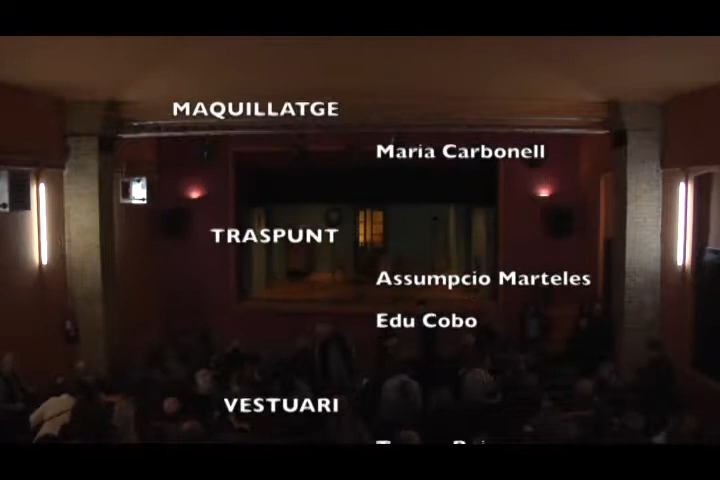 MAQUILLATGE
Maria Carbonell
TRASPUNT
Assumpcio Marteles
Edu Cobo
VESTUARI